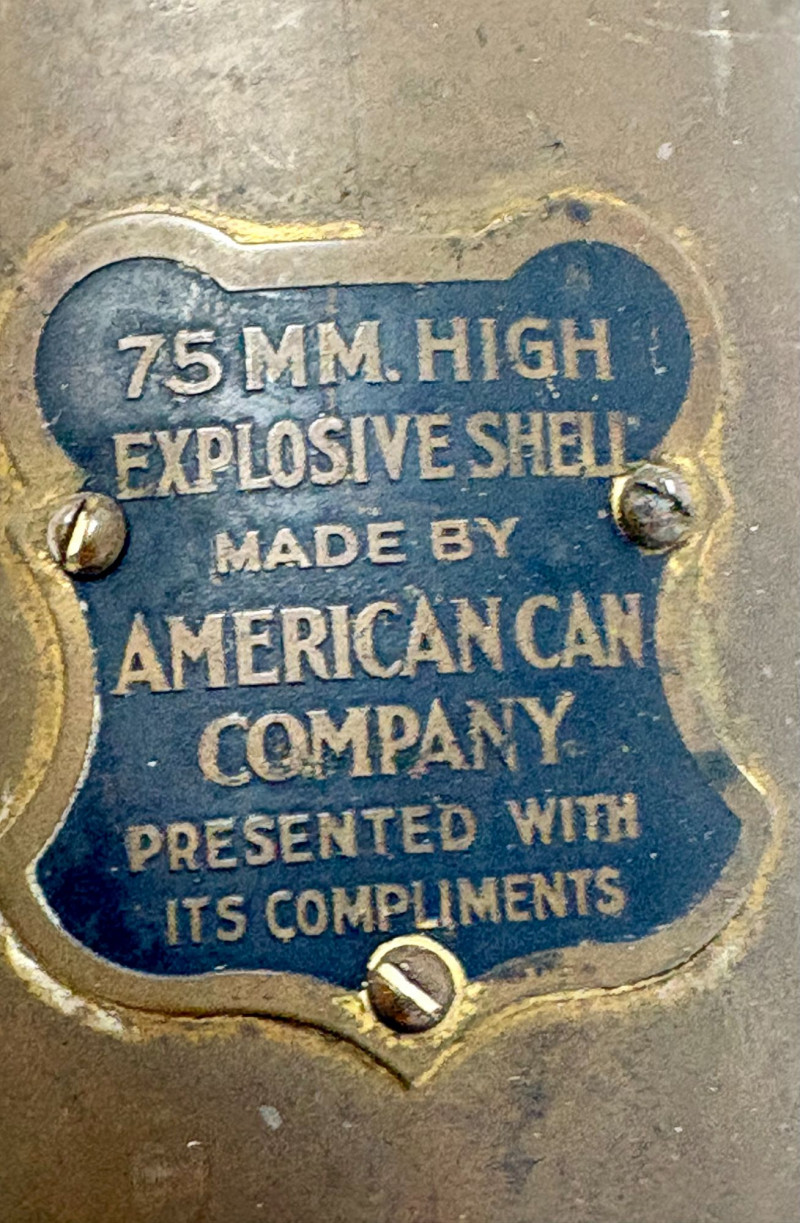 75 MM. HIGH
EXPLOSIVE SHELL
MADE BY
AMERICAN CAN
COMPANY
PRESENTED WITH
ITS COMPLIMENTS